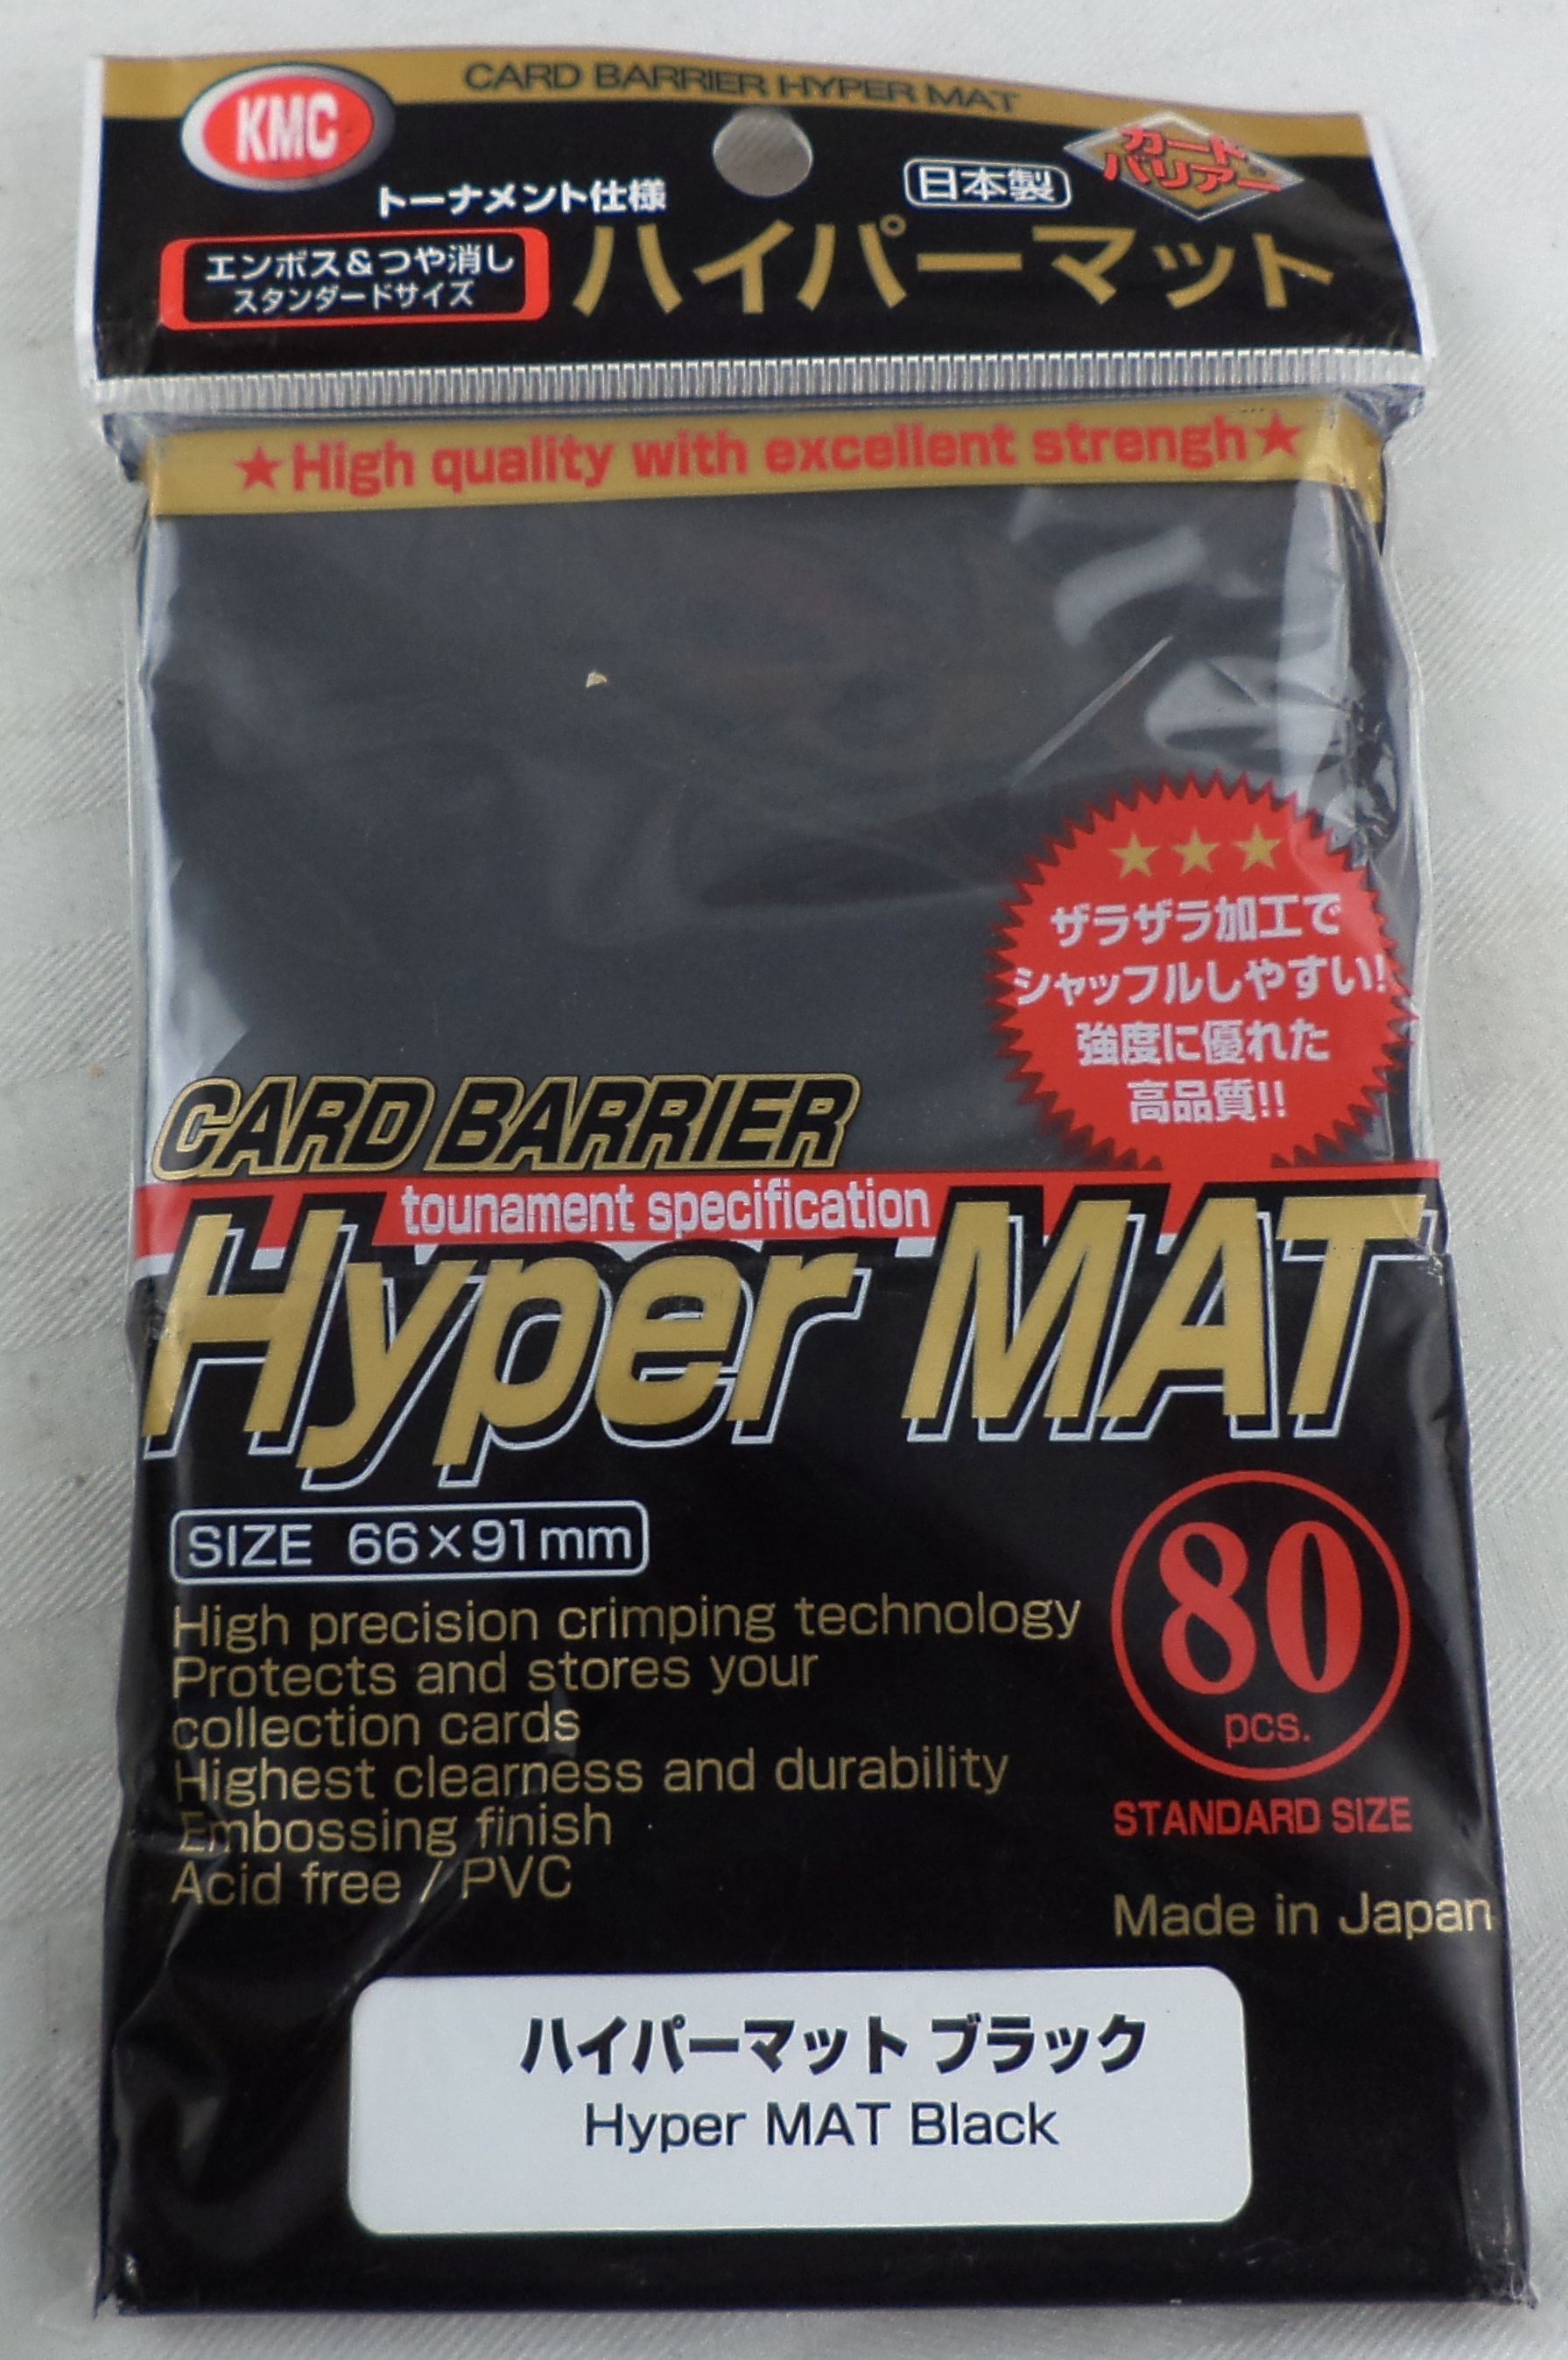 CARD BARRIER HYPER MAT
KMC
カード
バリアー
トーナメント仕様
日本製
エンボス&つや消し
スタンダードサイズ
ハイパーマット
★High quality with excellent strengh★
★★★
ザラザラ加工で
シャッフルしやすい!
強度に優れた
高品質!!
CARD BARRIER
tounament specification
Hyper MAT
SIZE 66×91mm
High precision crimping technology
Protects and stores your
collection cards
Highest clearness and durability
Embossing finish
Acid free / PVC
80
pcs.
STANDARD SIZE
Made in Japan
ハイパーマット ブラック
Hyper MAT Black